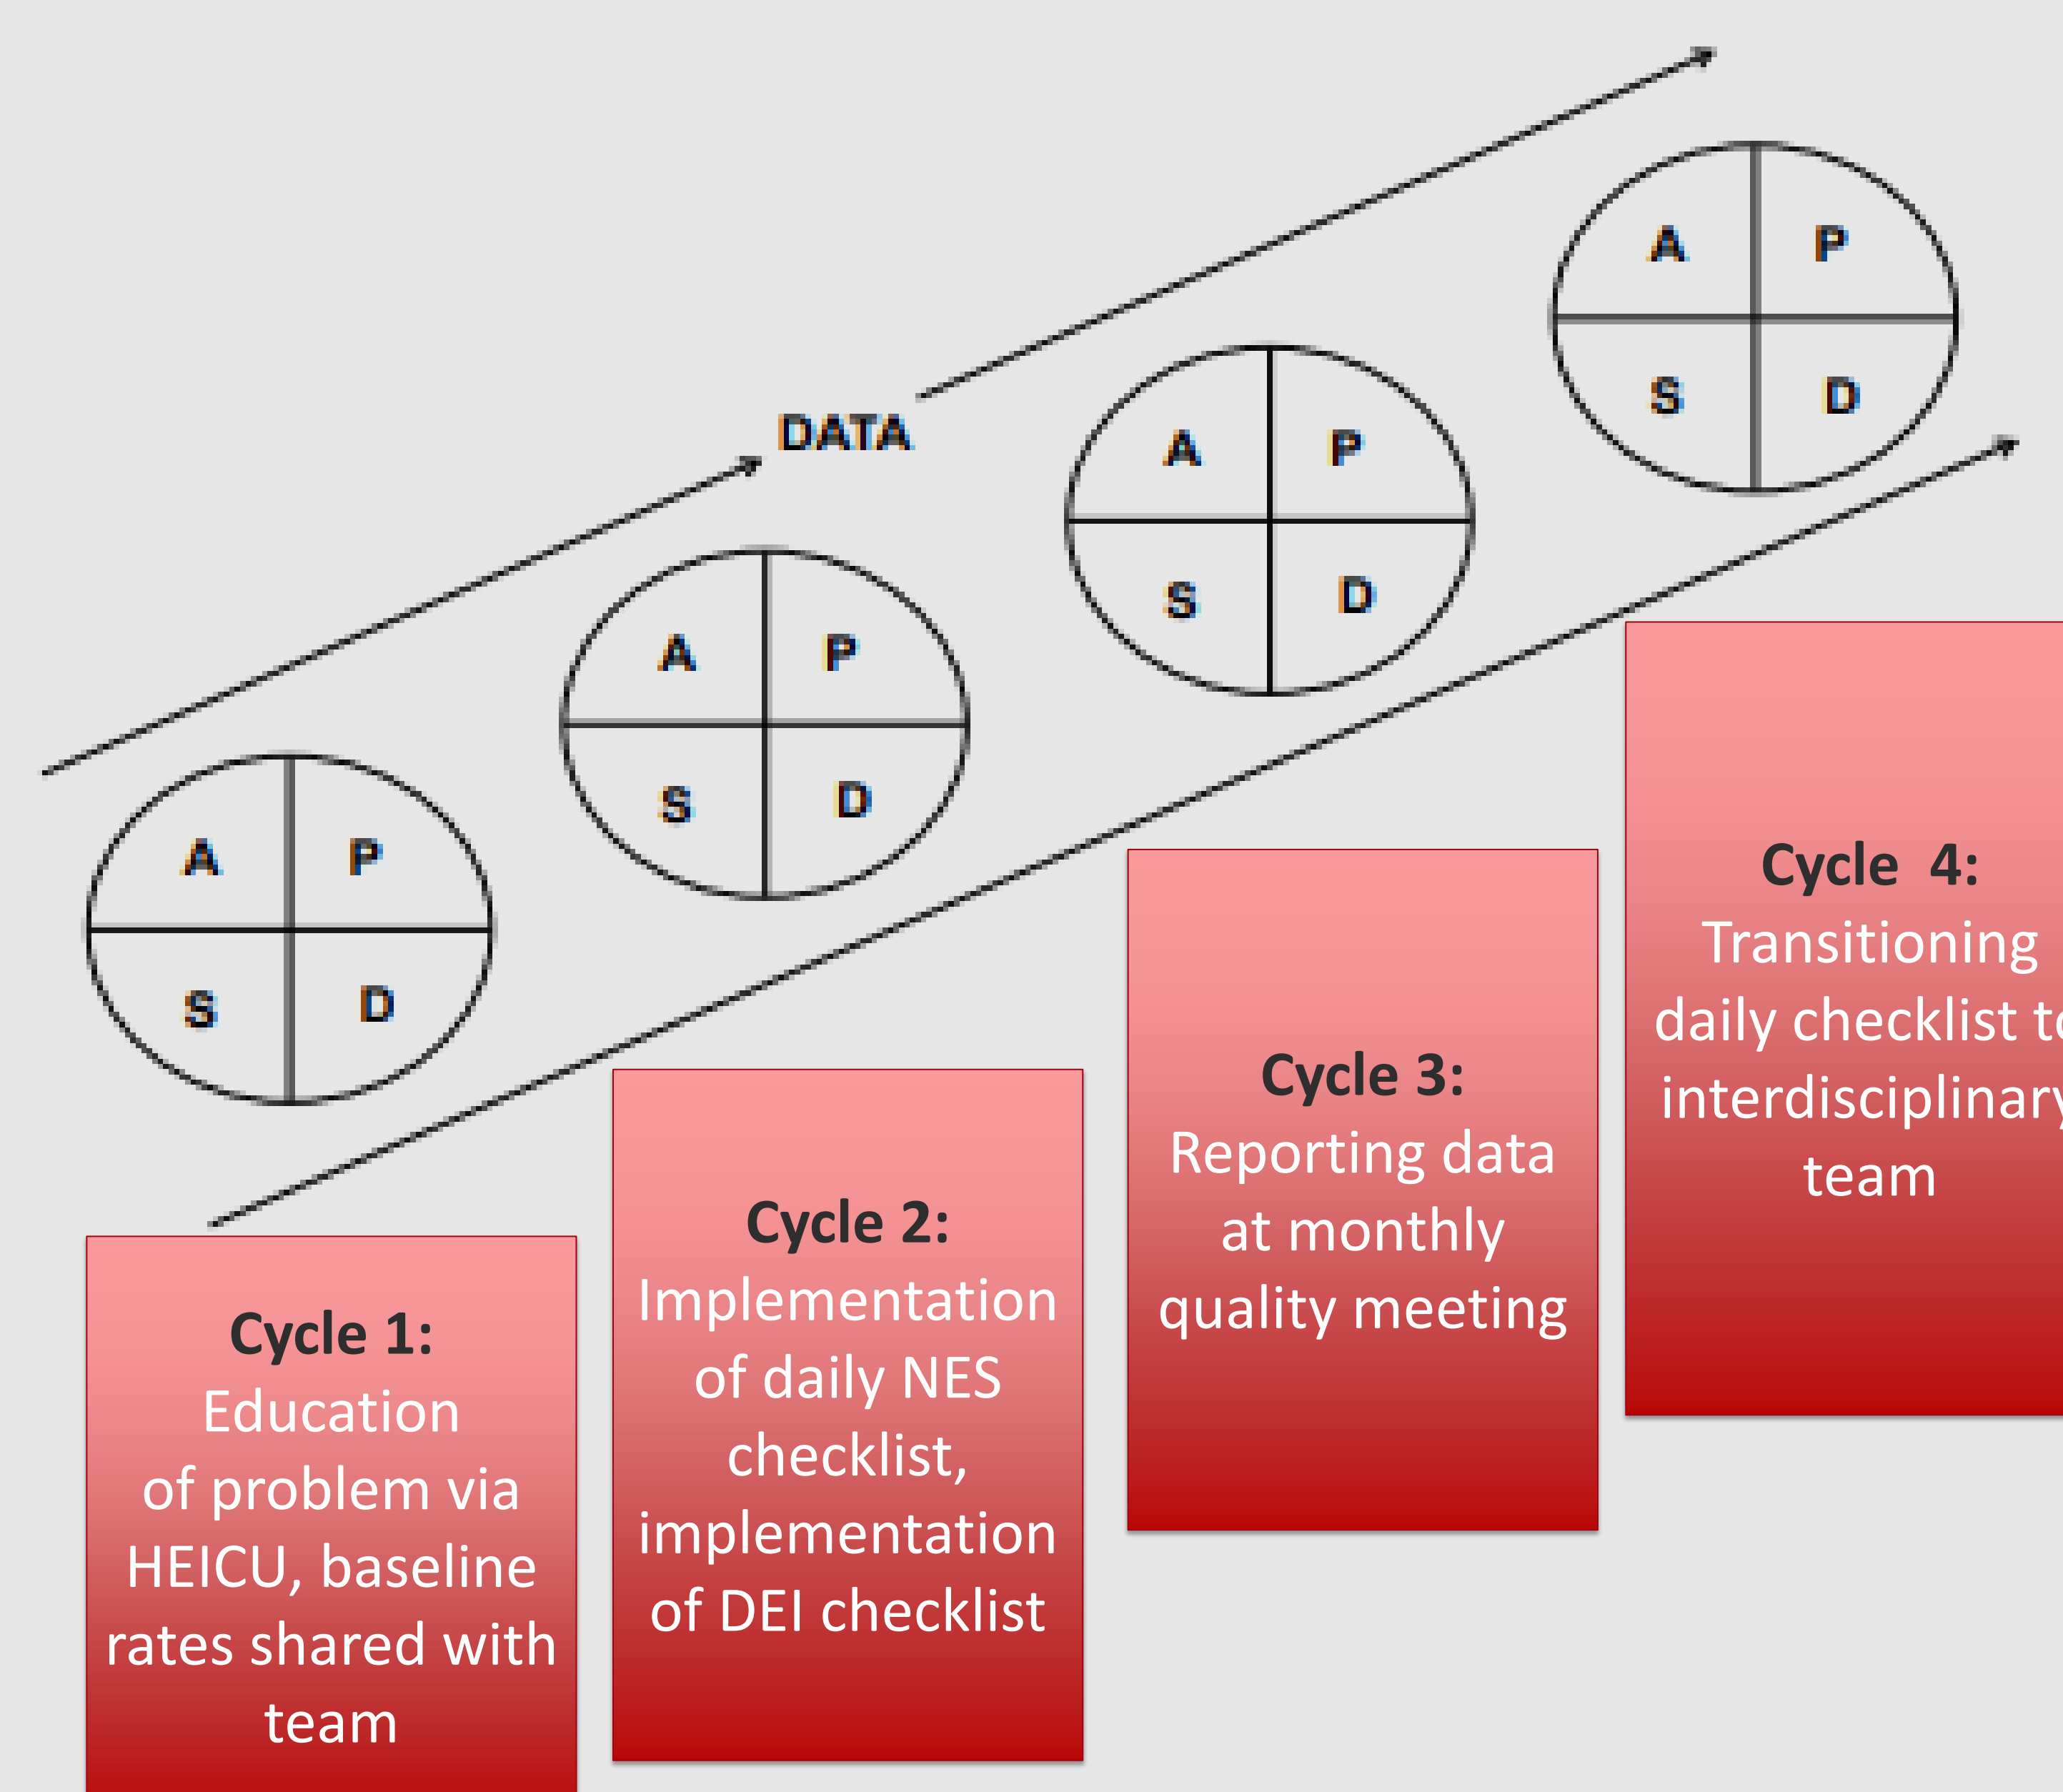 A P
S D
DATA
A P
S D
A P
S D
A P
S D
Cycle 1:
Education
of problem via
HEICU, baseline
rates shared with
team
Cycle 2:
Implementation
of daily NES
checklist,
implementation
of DEI checklist
Cycle 3:
Reporting data
at monthly
quality meeting
Cycle 4:
Transitioning
daily checklist to
interdisciplinary
team